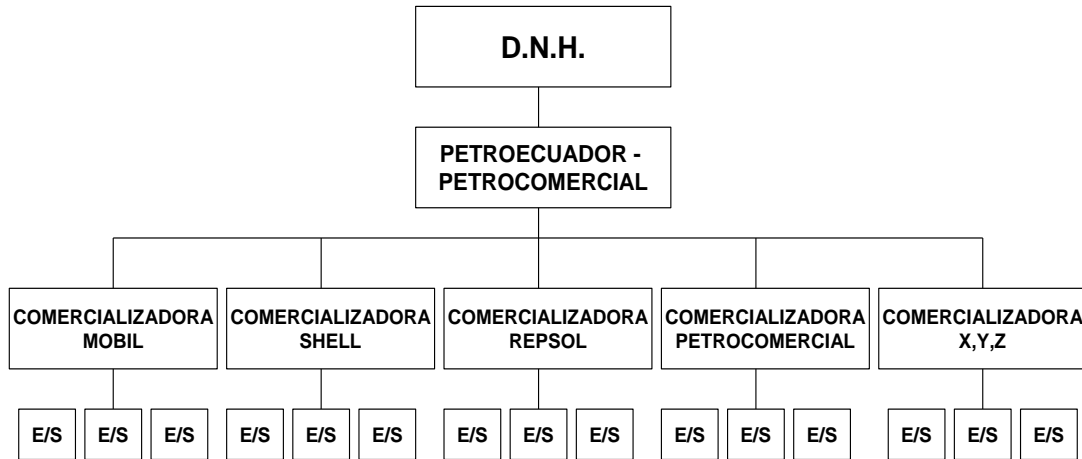 D.N.H.
PETROECUADOR -
PETROCOMERCIAL
COMERCIALIZADORA
MOBIL
COMERCIALIZADORA
SHELL
COMERCIALIZADORA
REPSOL
COMERCIALIZADORA
PETROCOMERCIAL
COMERCIALIZADORA
X,Y,Z
E/S E/S E/S E/S E/S E/S E/S E/S E/S E/S E/S E/S E/S E/S E/S